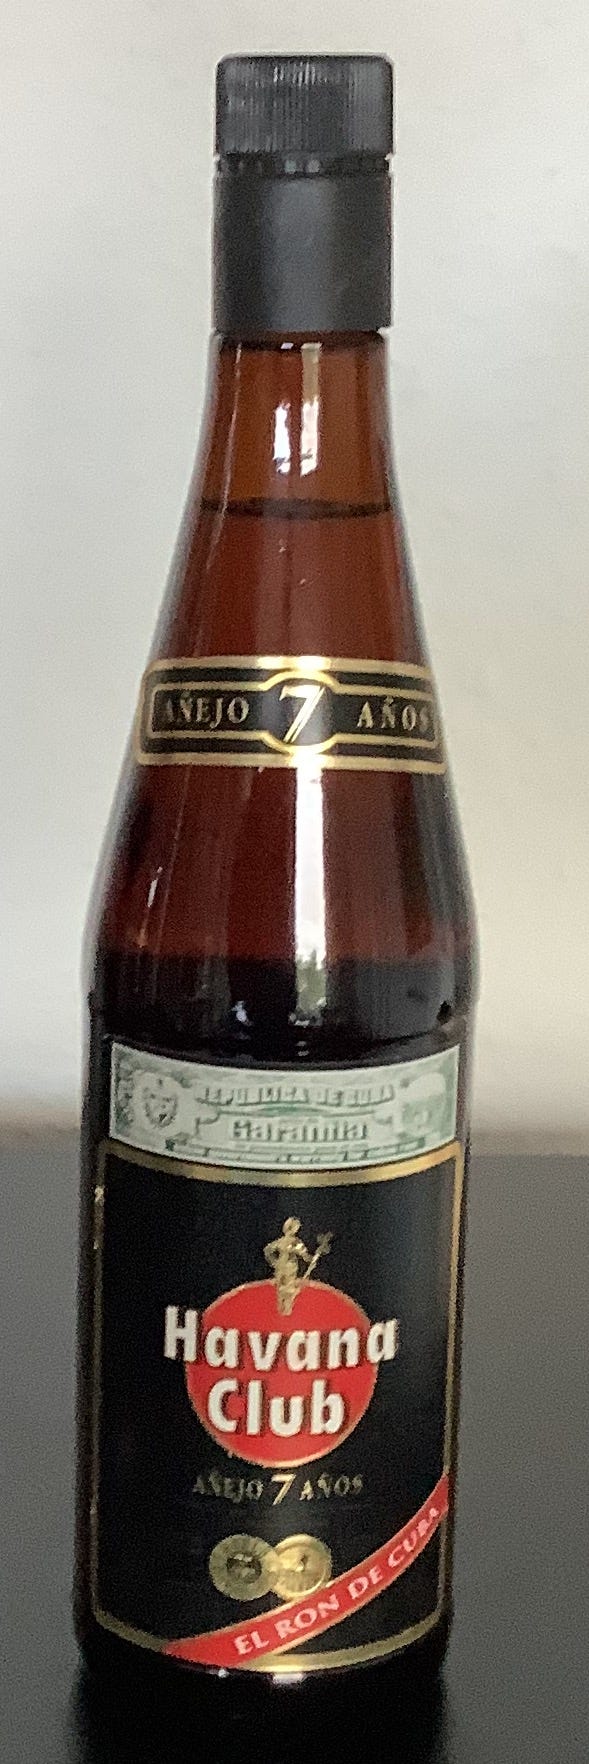 AÑEJO 7 AÑOS
REPUBLICA DE CUBA
Garantia
Havana
Club
AÑEJO 7 AÑOS
EL RON DE CUBA